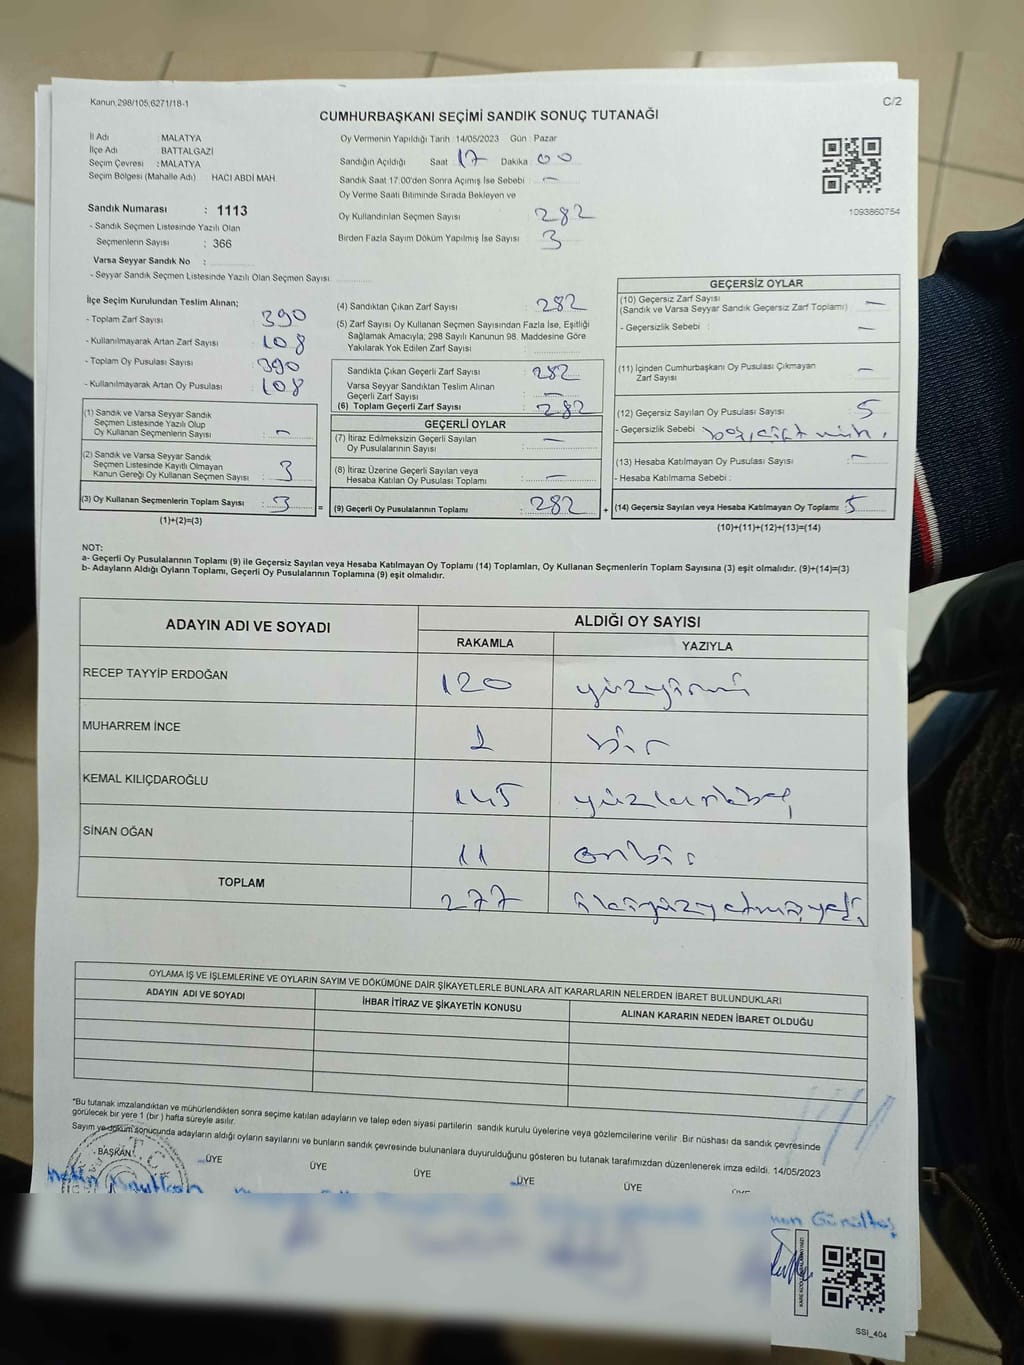 Kanun,298/105,6271/18-1
C/2
CUMHURBAŞKANI SEÇİMİ SANDIK SONUÇ TUTANAĞI
İl Adı MALATYA
İlçe Adı BATTALGAZİ
Seçim Çevresi : MALATYA
Seçim Bölgesi (Mahalle Adı) HACI ABDİ MAH
Sandık Numarası : 1113
- Sandık Seçmen Listesinde Yazılı Olan
Seçmenlerin Sayısı : 366
Varsa Seyyar Sandık No :
- Seyyar Sandık Seçmen Listesinde Yazılı Olan Seçmen Sayısı
Oy Vermenin Yapıldığı Tarih 14/05/2023 Gün : Pazar
Sandığın Açıldığı Saat 17 Dakika 00
Sandık Saat 17:00'den Sonra Açılmış İse Sebebi : -
Oy Verme Saati Bitiminde Sırada Bekleyen ve
Oy Kullandırılan Seçmen Sayısı 282
Birden Fazla Sayım Döküm Yapılmış İse Sayısı 3
1093860754
İlçe Seçim Kurulundan Teslim Alınan;
- Toplam Zarf Sayısı : 390
- Kullanılmayarak Artan Zarf Sayısı : 108
- Toplam Oy Pusulası Sayısı : 390
- Kullanılmayarak Artan Oy Pusulası : 108
(1) Sandık ve Varsa Seyyar Sandık
Seçmen Listesinde Yazılı Olup
Oy Kullanan Seçmenlerin Sayısı : -
(2) Sandık ve Varsa Seyyar Sandık
Seçmen Listesinde Kayıtlı Olmayan
Kanun Gereği Oy Kullanan Seçmen Sayısı : 3
(3) Oy Kullanan Seçmenlerin Toplam Sayısı : 3 =
(1)+(2)=(3)
(4) Sandıktan Çıkan Zarf Sayısı : 282
(5) Zarf Sayısı Oy Kullanan Seçmen Sayısından Fazla İse, Eşitliği
Sağlamak Amacıyla, 298 Sayılı Kanunun 98. Maddesine Göre
Yakılarak Yok Edilen Zarf Sayısı :
Sandıkta Çıkan Geçerli Zarf Sayısı : 282
Varsa Seyyar Sandıktan Teslim Alınan
Geçerli Zarf Sayısı : -
(6) Toplam Geçerli Zarf Sayısı : 282
GEÇERLİ OYLAR
(7) İtiraz Edilmeksizin Geçerli Sayılan
Oy Pusulalarının Sayısı : -
(8) İtiraz Üzerine Geçerli Sayılan veya
Hesaba Katılan Oy Pusulası Toplamı : -
(9) Geçerli Oy Pusulalarının Toplamı : 282 +
GEÇERSİZ OYLAR
(10) Geçersiz Zarf Sayısı
(Sandık ve Varsa Seyyar Sandık Geçersiz Zarf Toplamı) : -
- Geçersizlik Sebebi : -
(11) İçinden Cumhurbaşkanı Oy Pusulası Çıkmayan
Zarf Sayısı : -
(12) Geçersiz Sayılan Oy Pusulası Sayısı : 5
- Geçersizlik Sebebi : boş, çift müh.
(13) Hesaba Katılmayan Oy Pusulası Sayısı : -
- Hesaba Katılmama Sebebi :
(14) Geçersiz Sayılan veya Hesaba Katılmayan Oy Toplamı : 5
(10)+(11)+(12)+(13)=(14)
NOT:
a- Geçerli Oy Pusulalarının Toplamı (9) ile Geçersiz Sayılan veya Hesaba Katılmayan Oy Toplamı (14) Toplamları, Oy Kullanan Seçmenlerin Toplam Sayısına (3) eşit olmalıdır. (9)+(14)=(3)
b- Adayların Aldığı Oyların Toplamı, Geçerli Oy Pusulalarının Toplamına (9) eşit olmalıdır.
ADAYIN ADI VE SOYADI ALDIĞI OY SAYISI
RAKAMLA YAZIYLA
RECEP TAYYİP ERDOĞAN 120 yüzyirmi
MUHARREM İNCE 1 bir
KEMAL KILIÇDAROĞLU 145 yüzkırkbeş
SİNAN OĞAN 11 onbir
TOPLAM 277 ikiyüzyetmişyedi
OYLAMA İŞ VE İŞLEMLERİNE VE OYLARIN SAYIM VE DÖKÜMÜNE DAİR ŞİKAYETLERLE BUNLARA AİT KARARLARIN NELERDEN İBARET BULUNDUKLARI
ADAYIN ADI VE SOYADI İHBAR İTİRAZ VE ŞİKAYETİN KONUSU ALINAN KARARIN NEDEN İBARET OLDUĞU
*Bu tutanak imzalandıktan ve mühürlendikten sonra seçime katılan adayların ve talep eden siyasi partilerin sandık kurulu üyelerine veya gözlemcilerine verilir. Bir nüshası da sandık çevresinde
görülecek bir yere 1 (bir) hafta süreyle asılır.
Sayım ve döküm sonucunda adayların aldığı oyların sayılarını ve bunların sandık çevresinde bulunanlara duyurulduğunu gösteren bu tutanak tarafımızdan düzenlenerek imza edildi. 14/05/2023
BAŞKAN ÜYE ÜYE ÜYE ÜYE ÜYE ÜYE
SSI_404